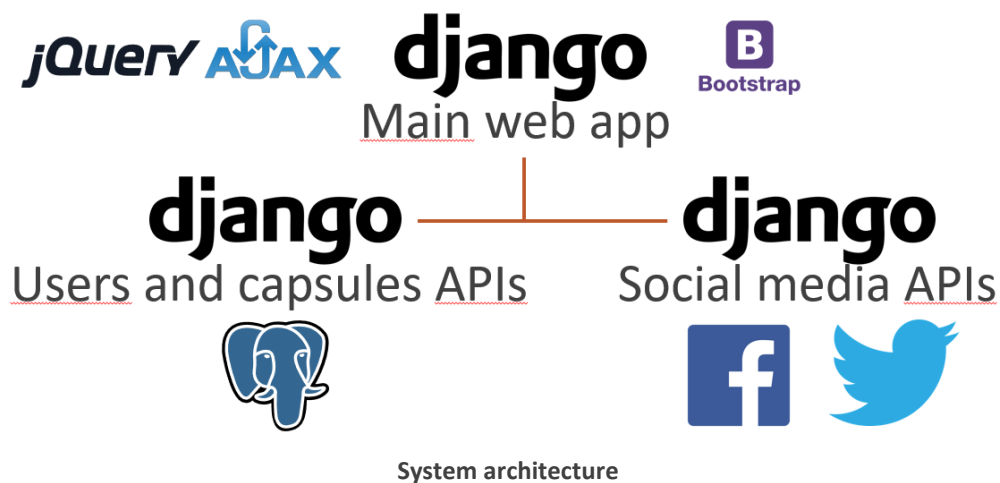 jQuery AJAX django B
Bootstrap
Main web app
django django
Users and capsules APIs Social media APIs
f
System architecture